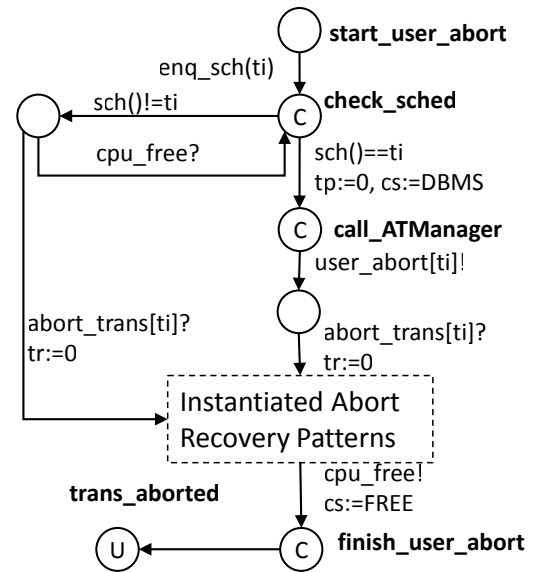 start_user_abort
enq_sch(ti)
sch()!=ti
check_sched
C
cpu_free?
sch()==ti
tp:=0, cs:=DBMS
C
call_ATManager
user_abort[ti]!
abort_trans[ti]?
tr:=0
abort_trans[ti]?
tr:=0
Instantiated Abort
Recovery Patterns
cpu_free!
cs:=FREE
trans_aborted
U
C
finish_user_abort